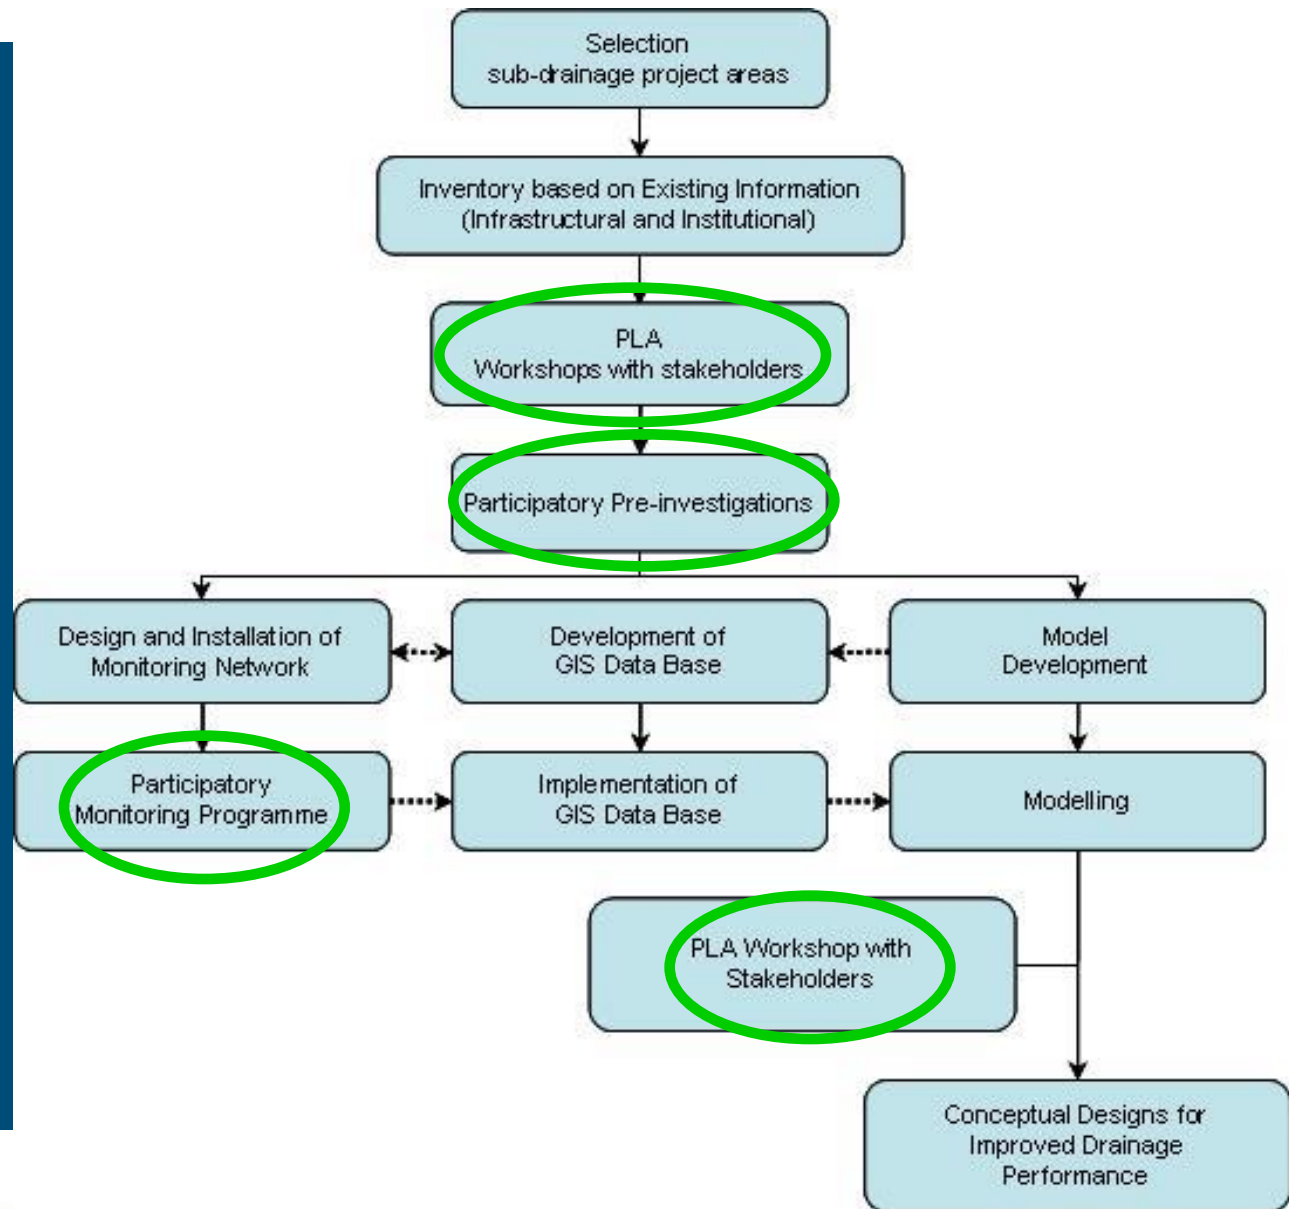 Selection
sub-drainage project areas
Inventory based on Existing Information
(Infrastructural and Institutional)
PLA
Workshops with stakeholders
Participatory Pre-investigations
Design and Installation of
Monitoring Network
Development of
GIS Data Base
Model
Development
Participatory
Monitoring Programme
Implementation of
GIS Data Base
Modelling
PLA Workshop with
Stakeholders
Conceptual Designs for
Improved Drainage
Performance